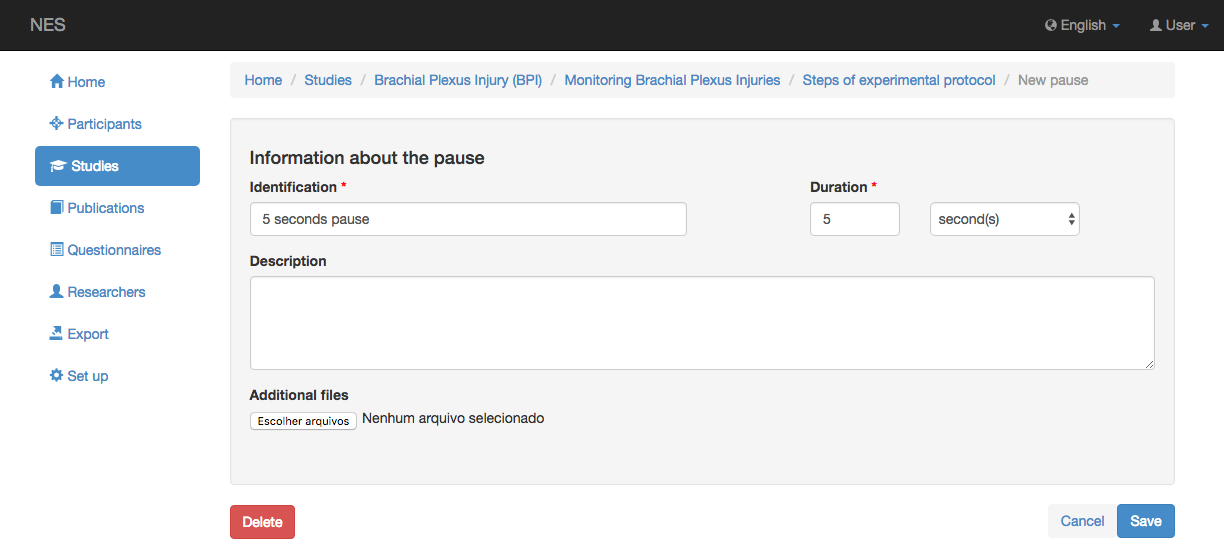 NES
English
User
Home
Participants
Studies
Publications
Questionnaires
Researchers
Export
Set up
Home / Studies / Brachial Plexus Injury (BPI) / Monitoring Brachial Plexus Injuries / Steps of experimental protocol / New pause
Information about the pause
Identification *
5 seconds pause
Duration *
5
second(s)
Description
Additional files
Escolher arquivos Nenhum arquivo selecionado
Delete
Cancel
Save